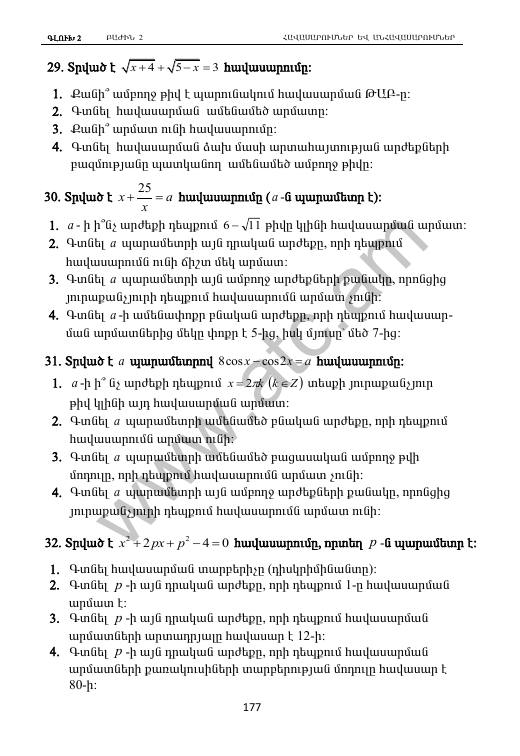 ԳԼՈՒԽ 2 ԲԱԺԻՆ 2 ՀԱՎԱՍԱՐՈՒՄՆԵՐ ԵՎ ԱՆՀԱՎԱՍԱՐՈՒՄՆԵՐ
29. Տրված է √(x+4) + √(5−x) = 3 հավասարումը:
1. Քանի՞ ամբողջ թիվ է պարունակում հավասարման ԹԱԲ-ը:
2. Գտնել հավասարման ամենամեծ արմատը:
3. Քանի՞ արմատ ունի հավասարումը:
4. Գտնել հավասարման ձախ մասի արտահայտության արժեքների
բազմությանը պատկանող ամենամեծ ամբողջ թիվը:
30. Տրված է x + 25/x = a հավասարումը (a-ն պարամետր է):
1. a - ի ի՞նչ արժեքի դեպքում 6 − √11 թիվը կլինի հավասարման արմատ:
2. Գտնել a պարամետրի այն դրական արժեքը, որի դեպքում
հավասարումն ունի ճիշտ մեկ արմատ:
3. Գտնել a պարամետրի այն ամբողջ արժեքների քանակը, որոնցից
յուրաքանչյուրի դեպքում հավասարումն արմատ չունի:
4. Գտնել a-ի ամենափոքր բնական արժեքը, որի դեպքում հավասար-
ման արմատներից մեկը փոքր է 5-ից, իսկ մյուսը՝ մեծ 7-ից:
31. Տրված է a պարամետրով 8cos x − cos 2x = a հավասարումը:
1. a -ի ի՞նչ արժեքի դեպքում x = 2πk (k ∈ Z) տեսքի յուրաքանչյուր
թիվ կլինի այդ հավասարման արմատ:
2. Գտնել a պարամետրի ամենամեծ բնական արժեքը, որի դեպքում
հավասարումն արմատ ունի:
3. Գտնել a պարամետրի ամենամեծ բացասական ամբողջ թվի
մոդուլը, որի դեպքում հավասարումն արմատ չունի:
4. Գտնել a պարամետրի այն ամբողջ արժեքների քանակը, որոնցից
յուրաքանչյուրի դեպքում հավասարումն արմատ ունի:
32. Տրված է x² + 2px + p² − 4 = 0 հավասարումը, որտեղ p -ն պարամետր է:
1. Գտնել հավասարման տարբերիչը (դիսկրիմինանտը):
2. Գտնել p -ի այն դրական արժեքը, որի դեպքում 1-ը հավասարման
արմատ է:
3. Գտնել p -ի այն դրական արժեքը, որի դեպքում հավասարման
արմատների արտադրյալը հավասար է 12-ի:
4. Գտնել p -ի այն դրական արժեքը, որի դեպքում հավասարման
արմատների քառակուսիների տարբերության մոդուլը հավասար է
80-ի:
177
www.atc.am